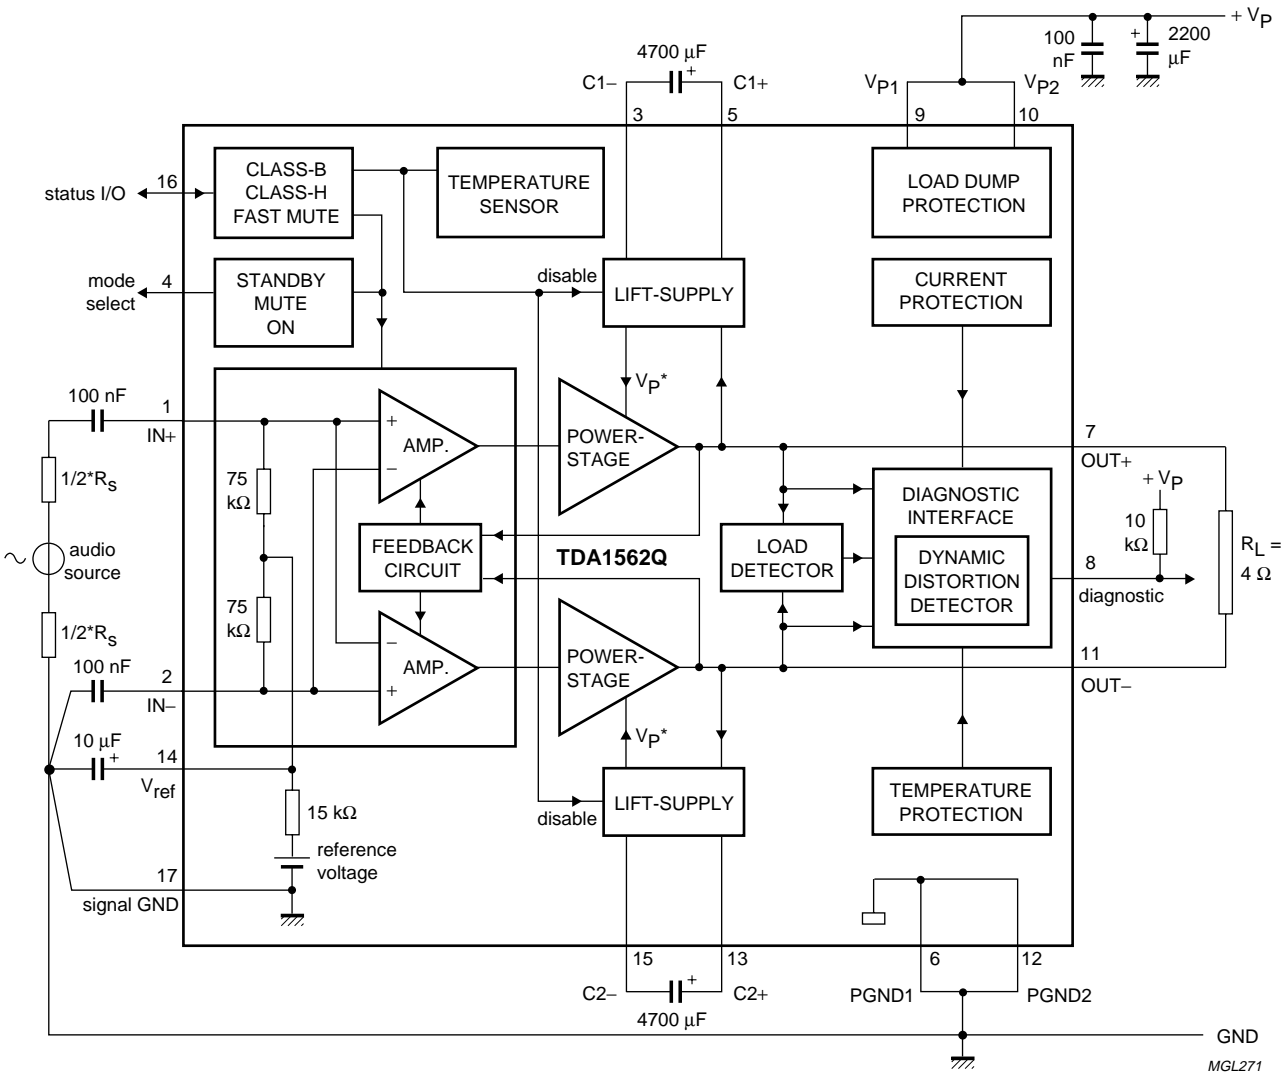 + VP
100
nF
+
2200
μF
4700 μF
+
C1−
C1+
VP1
VP2
3
5
9
10
status I/O
16
CLASS-B
CLASS-H
FAST MUTE
TEMPERATURE
SENSOR
LOAD DUMP
PROTECTION
mode
select
4
STANDBY
MUTE
ON
disable
LIFT-SUPPLY
CURRENT
PROTECTION
VP*
100 nF
1
IN+
+
−
AMP.
POWER-
STAGE
7
OUT+
1/2*Rs
75
kΩ
DIAGNOSTIC
INTERFACE
+ VP
10
kΩ
audio
source
FEEDBACK
CIRCUIT
TDA1562Q
LOAD
DETECTOR
DYNAMIC
DISTORTION
DETECTOR
8
diagnostic
RL =
4 Ω
1/2*Rs
75
kΩ
100 nF
2
IN−
−
+
AMP.
POWER-
STAGE
11
OUT−
VP*
10 μF
+
14
Vref
15 kΩ
disable
LIFT-SUPPLY
TEMPERATURE
PROTECTION
reference
voltage
17
signal GND
15
13
6
12
C2−
+
C2+
4700 μF
PGND1
PGND2
GND
MGL271